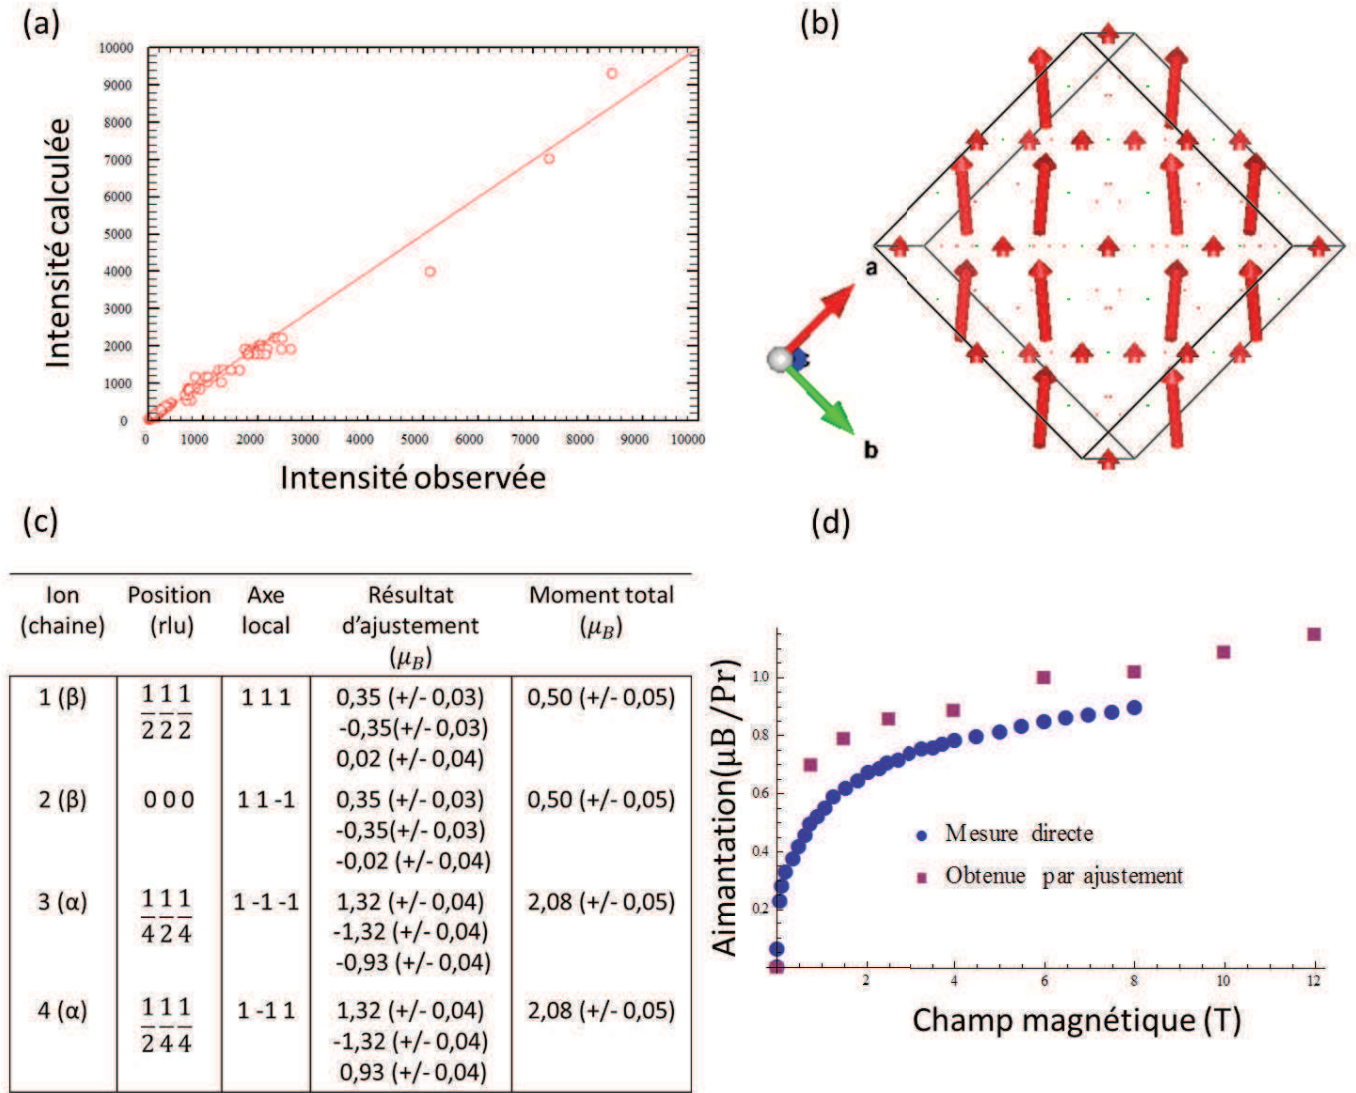 (a)
10000
9000
8000
7000
6000
5000
4000
3000
2000
1000
0
0 1000 2000 3000 4000 5000 6000 7000 8000 9000 10000
Intensité calculée
Intensité observée
(b)
a
b
(c)
Ion Position Axe Résultat Moment total
(chaine) (rlu) local d'ajustement (μB)
(μB)
1 (β) 1/2 1/2 1/2 1 1 1 0,35 (+/- 0,03) 0,50 (+/- 0,05)
-0,35(+/- 0,03)
0,02 (+/- 0,04)
2 (β) 0 0 0 1 1 -1 0,35 (+/- 0,03) 0,50 (+/- 0,05)
-0,35(+/- 0,03)
-0,02 (+/- 0,04)
3 (α) 1/4 1/2 1/4 1 -1 -1 1,32 (+/- 0,04) 2,08 (+/- 0,05)
-1,32 (+/- 0,04)
-0,93 (+/- 0,04)
4 (α) 1/2 1/4 1/4 1 -1 1 1,32 (+/- 0,04) 2,08 (+/- 0,05)
-1,32 (+/- 0,04)
0,93 (+/- 0,04)
(d)
Aimantation(μB /Pr)
1.0
0.8
0.6
0.4
0.2
Mesure directe
Obtenue par ajustement
2 4 6 8 10 12
Champ magnétique (T)